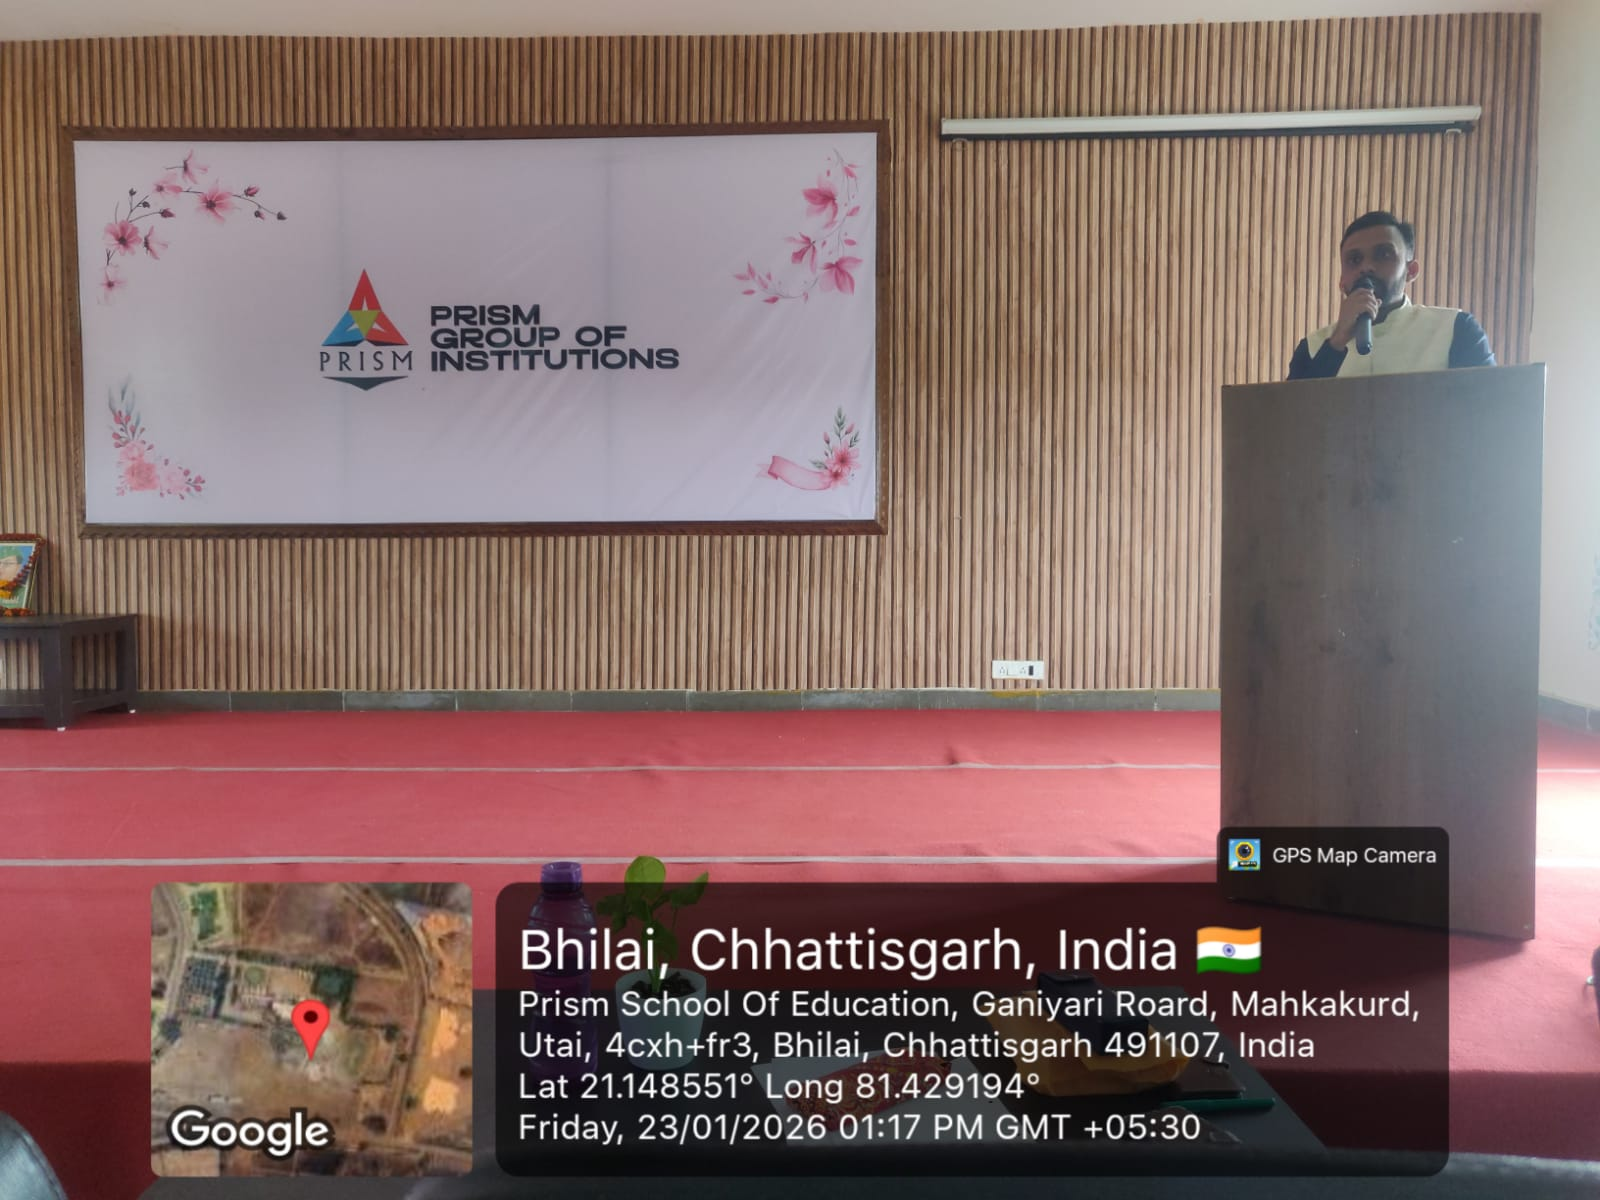 PRISM
PRISM
GROUP OF
INSTITUTIONS
GPS Map Camera
Bhilai, Chhattisgarh, India
Prism School Of Education, Ganiyari Roard, Mahkakurd,
Utai, 4cxh+fr3, Bhilai, Chhattisgarh 491107, India
Lat 21.148551° Long 81.429194°
Friday, 23/01/2026 01:17 PM GMT +05:30
Google